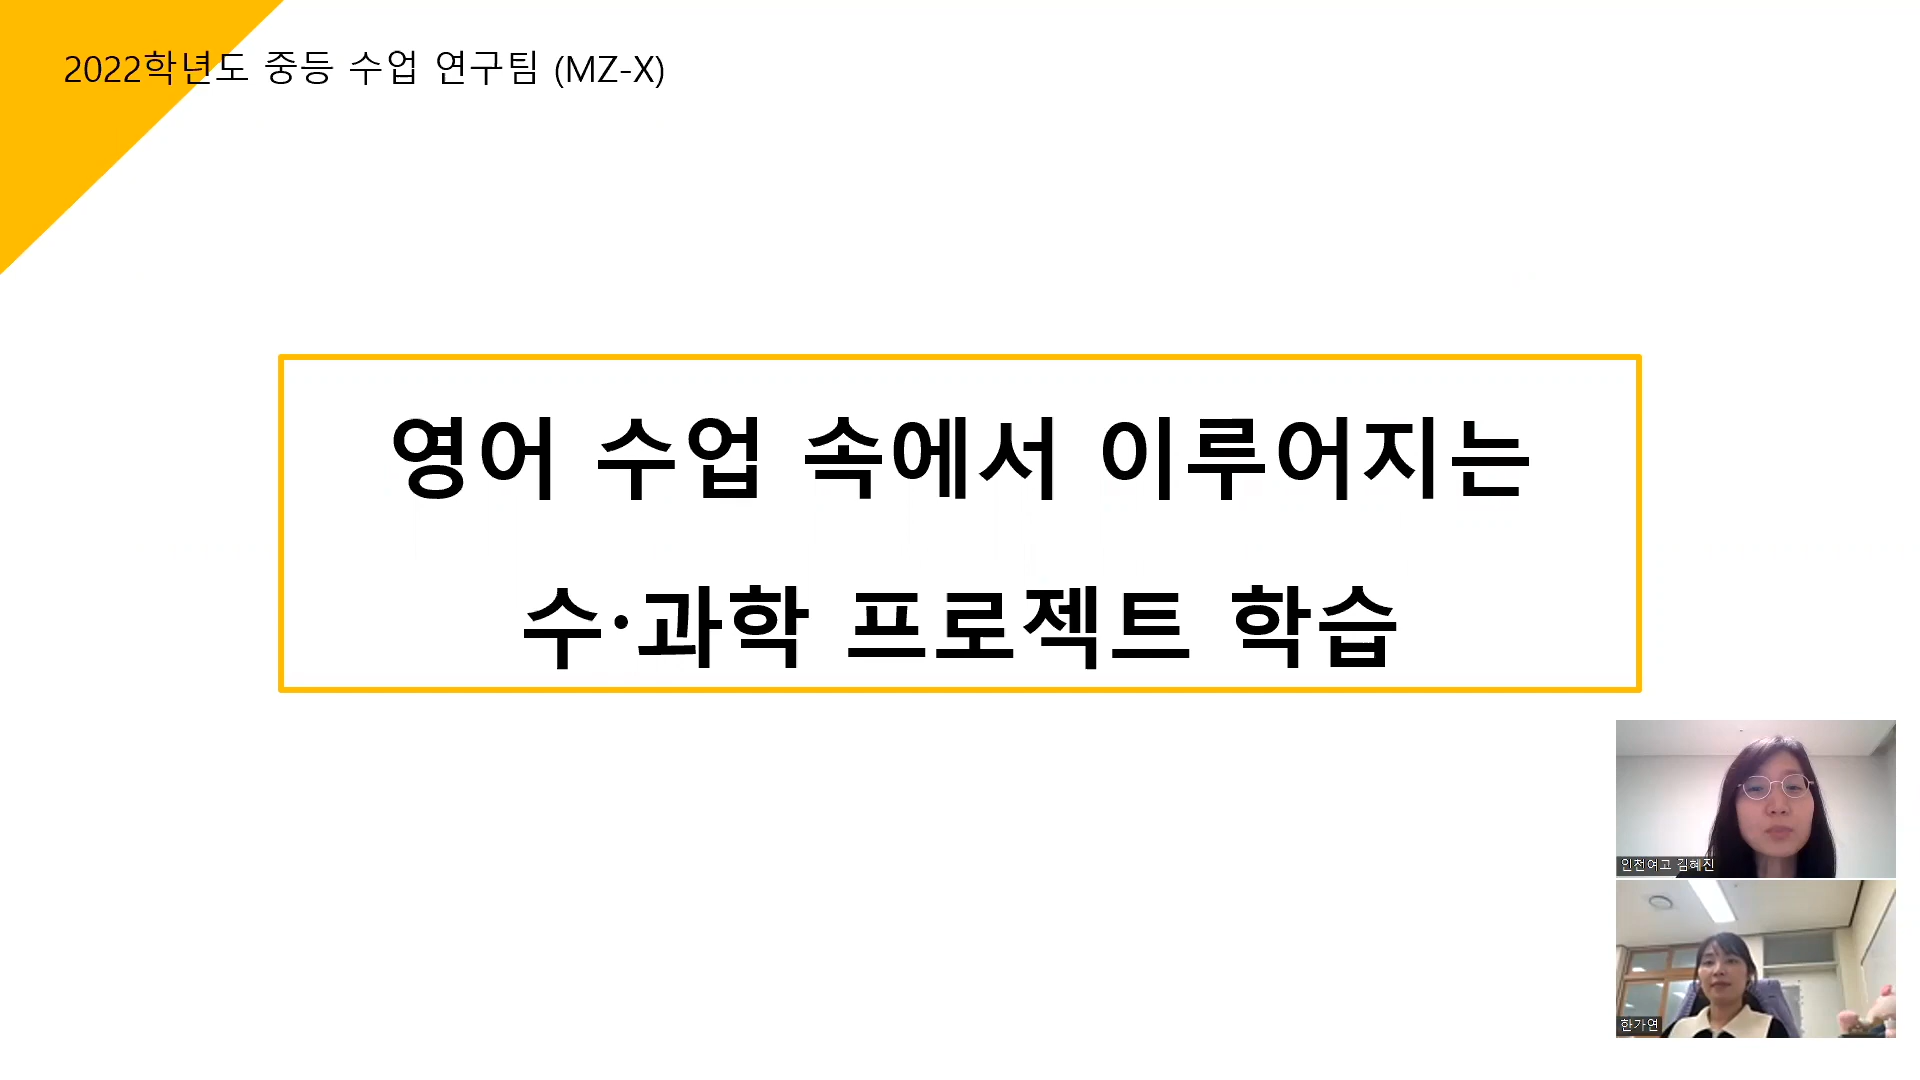 2022학년도 중등 수업 연구팀 (MZ-X)
영어 수업 속에서 이루어지는
수·과학 프로젝트 학습
인천여고 김혜진
한가연